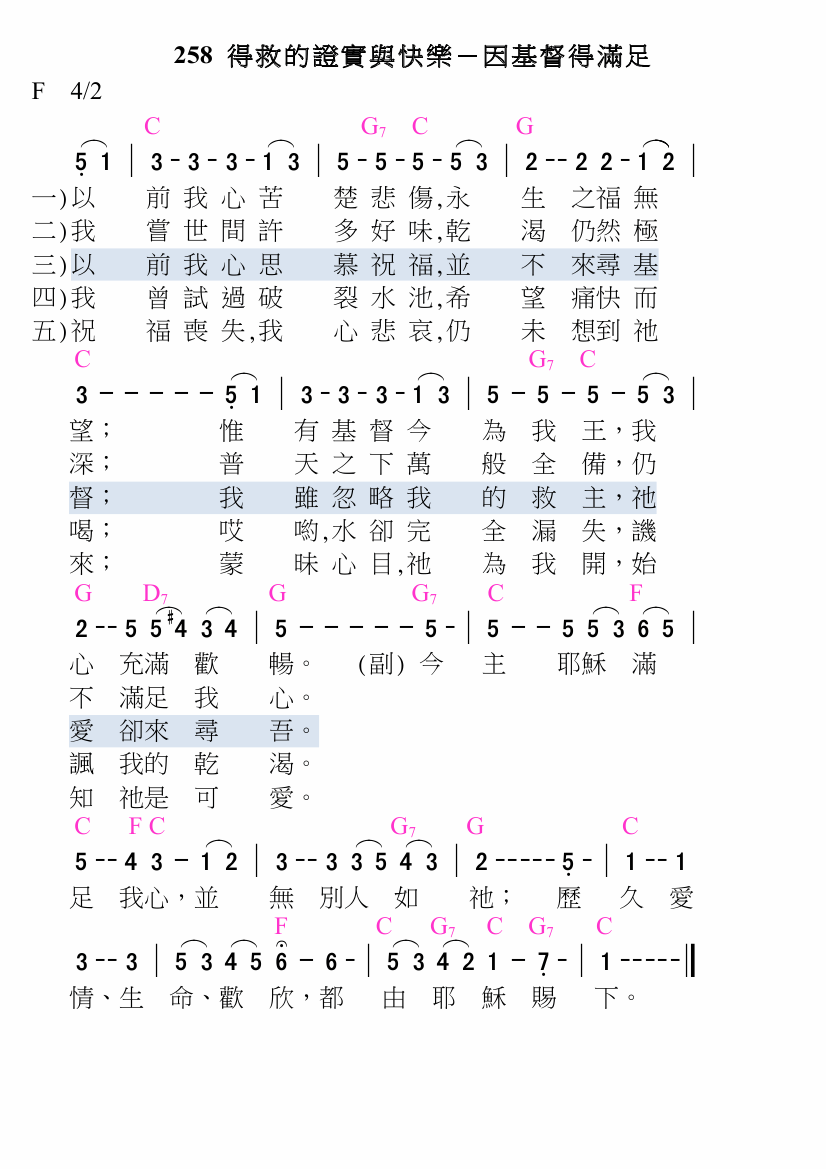 258 得救的證實與快樂－因基督得滿足
F 4/2
C G7 C G
5 1 | 3 - 3 - 3 - 1 3 | 5 - 5 - 5 - 5 3 | 2 -- 2 2 - 1 2 |
一)以 前 我 心 苦 楚 悲 傷,永 生 之福 無
二)我 嘗 世 間 許 多 好 味,乾 渴 仍然 極
三)以 前 我 心 思 慕 祝 福,並 不 來尋 基
四)我 曾 試 過 破 裂 水 池,希 望 痛快 而
五)祝 福 喪 失,我 心 悲 哀,仍 未 想到 祂
C G7 C
3 - - - - - 5 1 | 3 - 3 - 3 - 1 3 | 5 - 5 - 5 - 5 3 |
望； 惟 有 基 督 今 為 我 王，我
深； 普 天 之 下 萬 般 全 備，仍
督； 我 雖 忽 略 我 的 救 主，祂
喝； 哎 喲,水 卻 完 全 漏 失，譏
來； 蒙 昧 心 目,祂 為 我 開，始
G D7 G G7 C F
2 -- 5 5 #4 3 4 | 5 - - - - - 5 - | 5 - - 5 5 3 6 5 |
心 充滿 歡 暢。 (副) 今 主 耶穌 滿
不 滿足 我 心。
愛 卻來 尋 吾。
諷 我的 乾 渴。
知 祂是 可 愛。
C F C G7 G C
5 -- 4 3 - 1 2 | 3 -- 3 3 5 4 3 | 2 ----- 5 - | 1 -- 1
足 我心，並 無 別人 如 祂； 歷 久 愛
F C G7 C G7 C
3 -- 3 | 5 3 4 5 6 - 6 - | 5 3 4 2 1 - 7 - | 1 ----- ‖
情、生 命、歡 欣，都 由 耶 穌 賜 下。